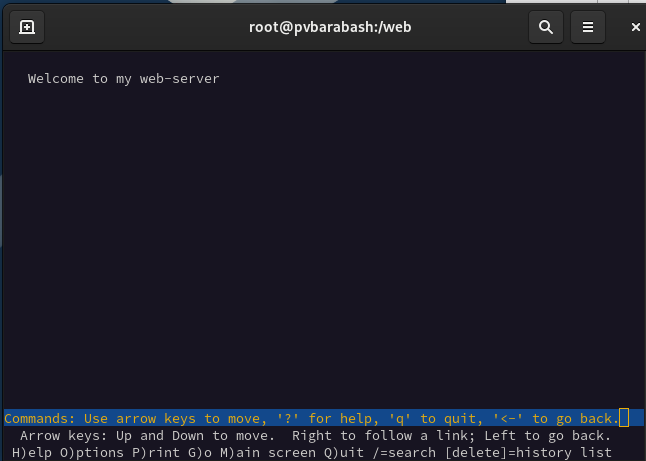 root@pvbarabash:/web
Welcome to my web-server
Commands: Use arrow keys to move, '?' for help, 'q' to quit, '<-' to go back.
Arrow keys: Up and Down to move.  Right to follow a link; Left to go back.
H)elp O)ptions P)rint G)o M)ain screen Q)uit /=search [delete]=history list